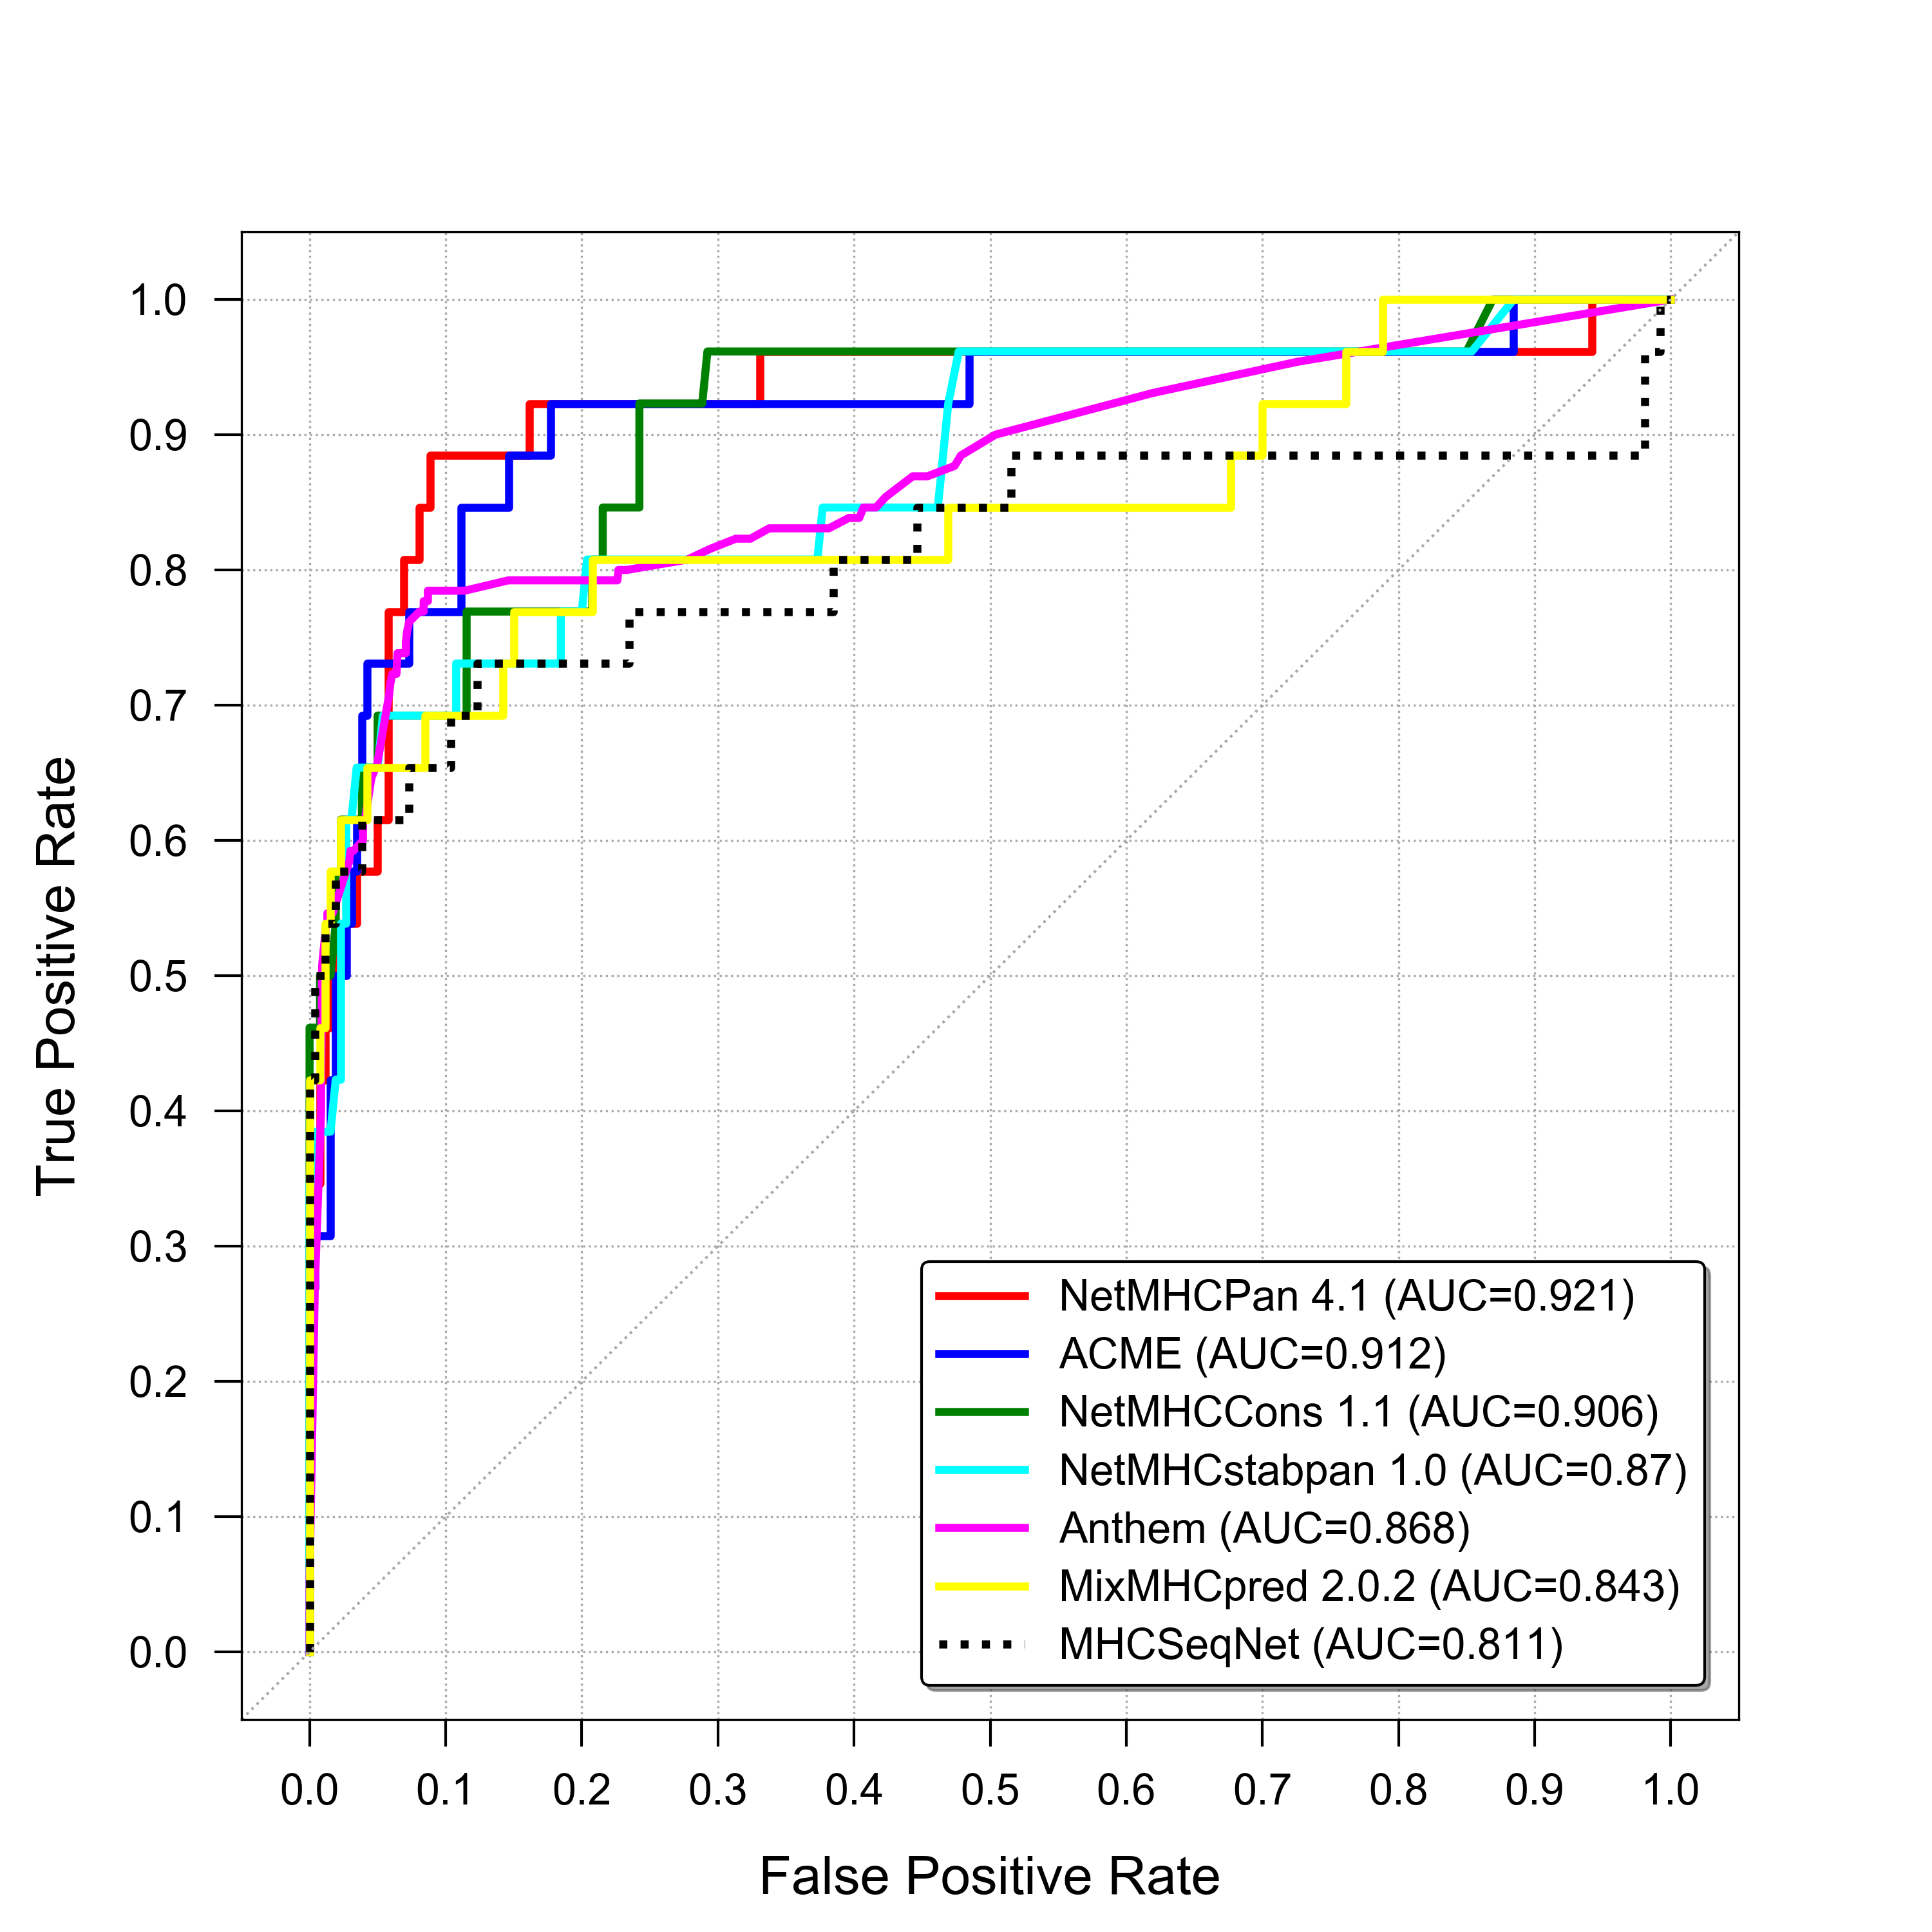 1.0
0.9
0.8
0.7
0.6
0.5
0.4
0.3
0.2
0.1
0.0
True Positive Rate
NetMHCPan 4.1 (AUC=0.921)
ACME (AUC=0.912)
NetMHCCons 1.1 (AUC=0.906)
NetMHCstabpan 1.0 (AUC=0.87)
Anthem (AUC=0.868)
MixMHCpred 2.0.2 (AUC=0.843)
MHCSeqNet (AUC=0.811)
0.0 0.1 0.2 0.3 0.4 0.5 0.6 0.7 0.8 0.9 1.0
False Positive Rate